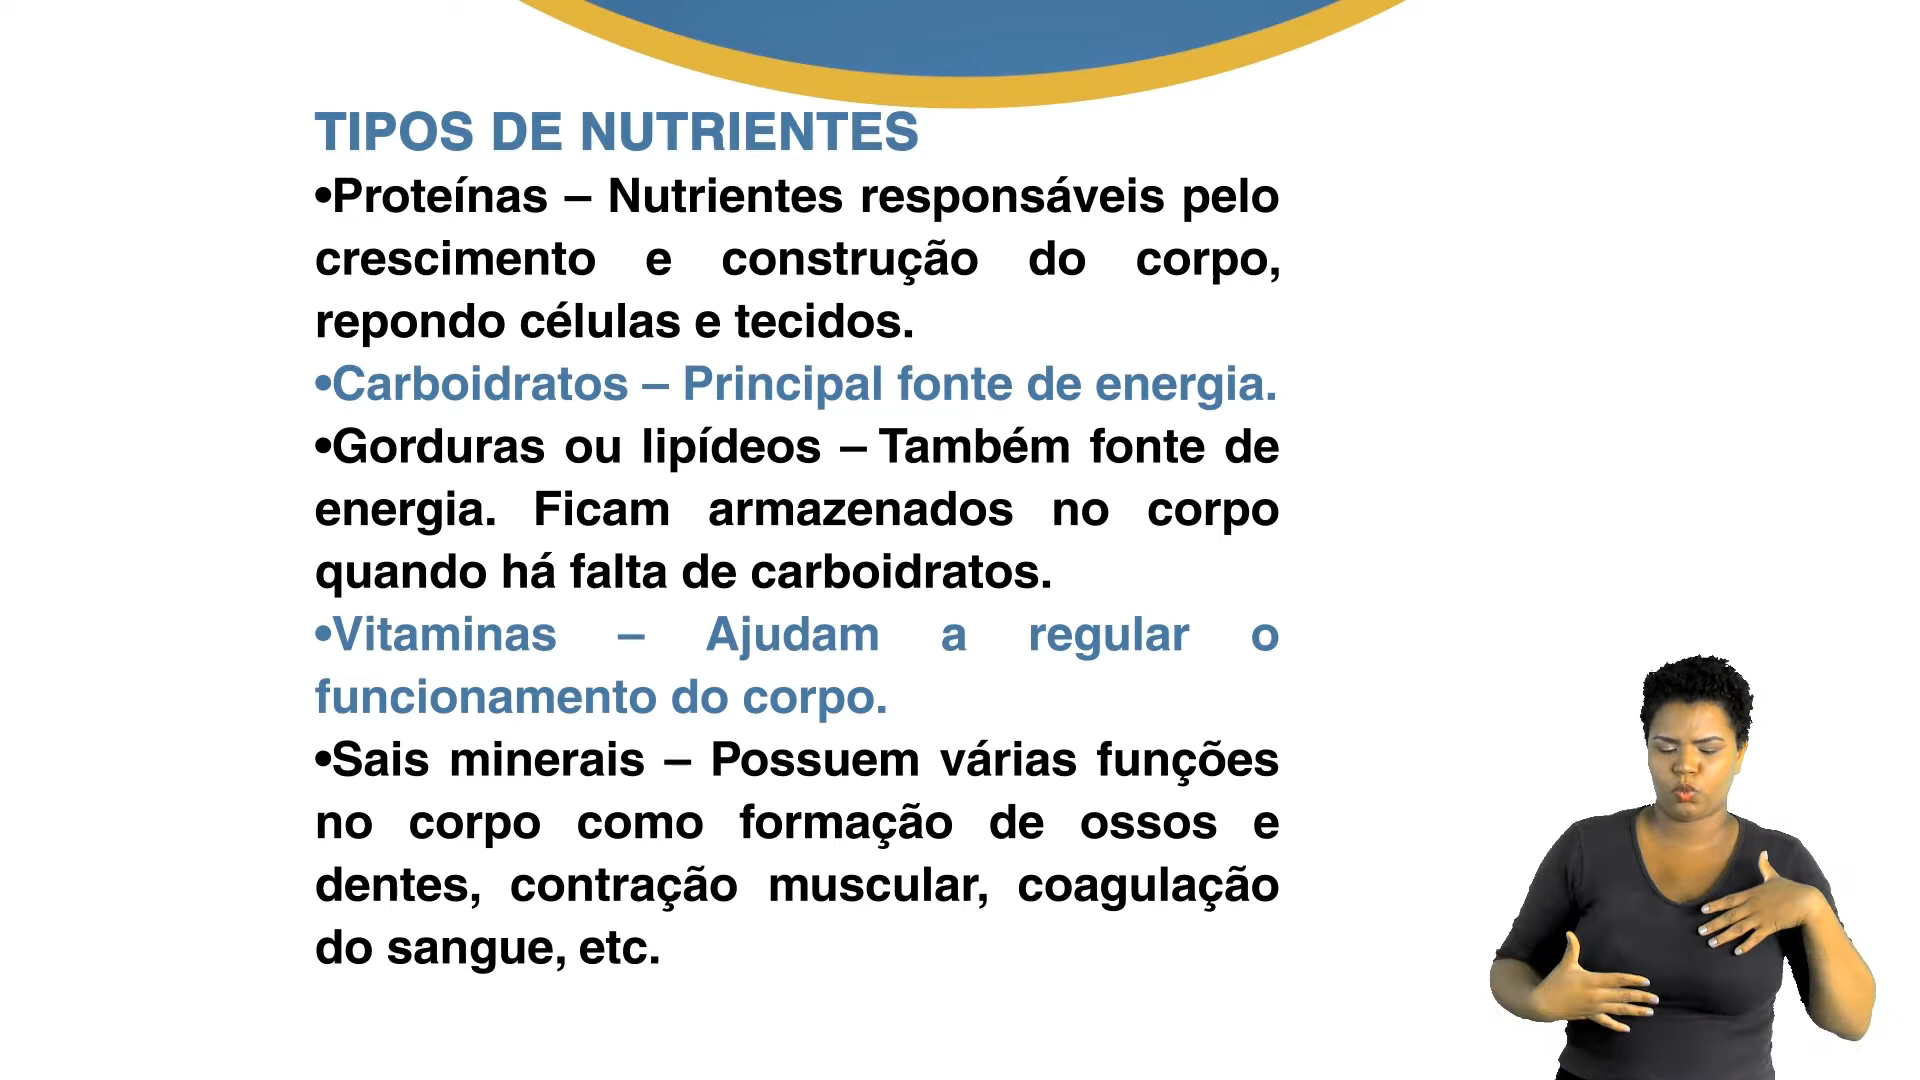 TIPOS DE NUTRIENTES
•Proteínas – Nutrientes responsáveis pelo
crescimento e construção do corpo,
repondo células e tecidos.
•Carboidratos – Principal fonte de energia.
•Gorduras ou lipídeos – Também fonte de
energia. Ficam armazenados no corpo
quando há falta de carboidratos.
•Vitaminas – Ajudam a regular o
funcionamento do corpo.
•Sais minerais – Possuem várias funções
no corpo como formação de ossos e
dentes, contração muscular, coagulação
do sangue, etc.